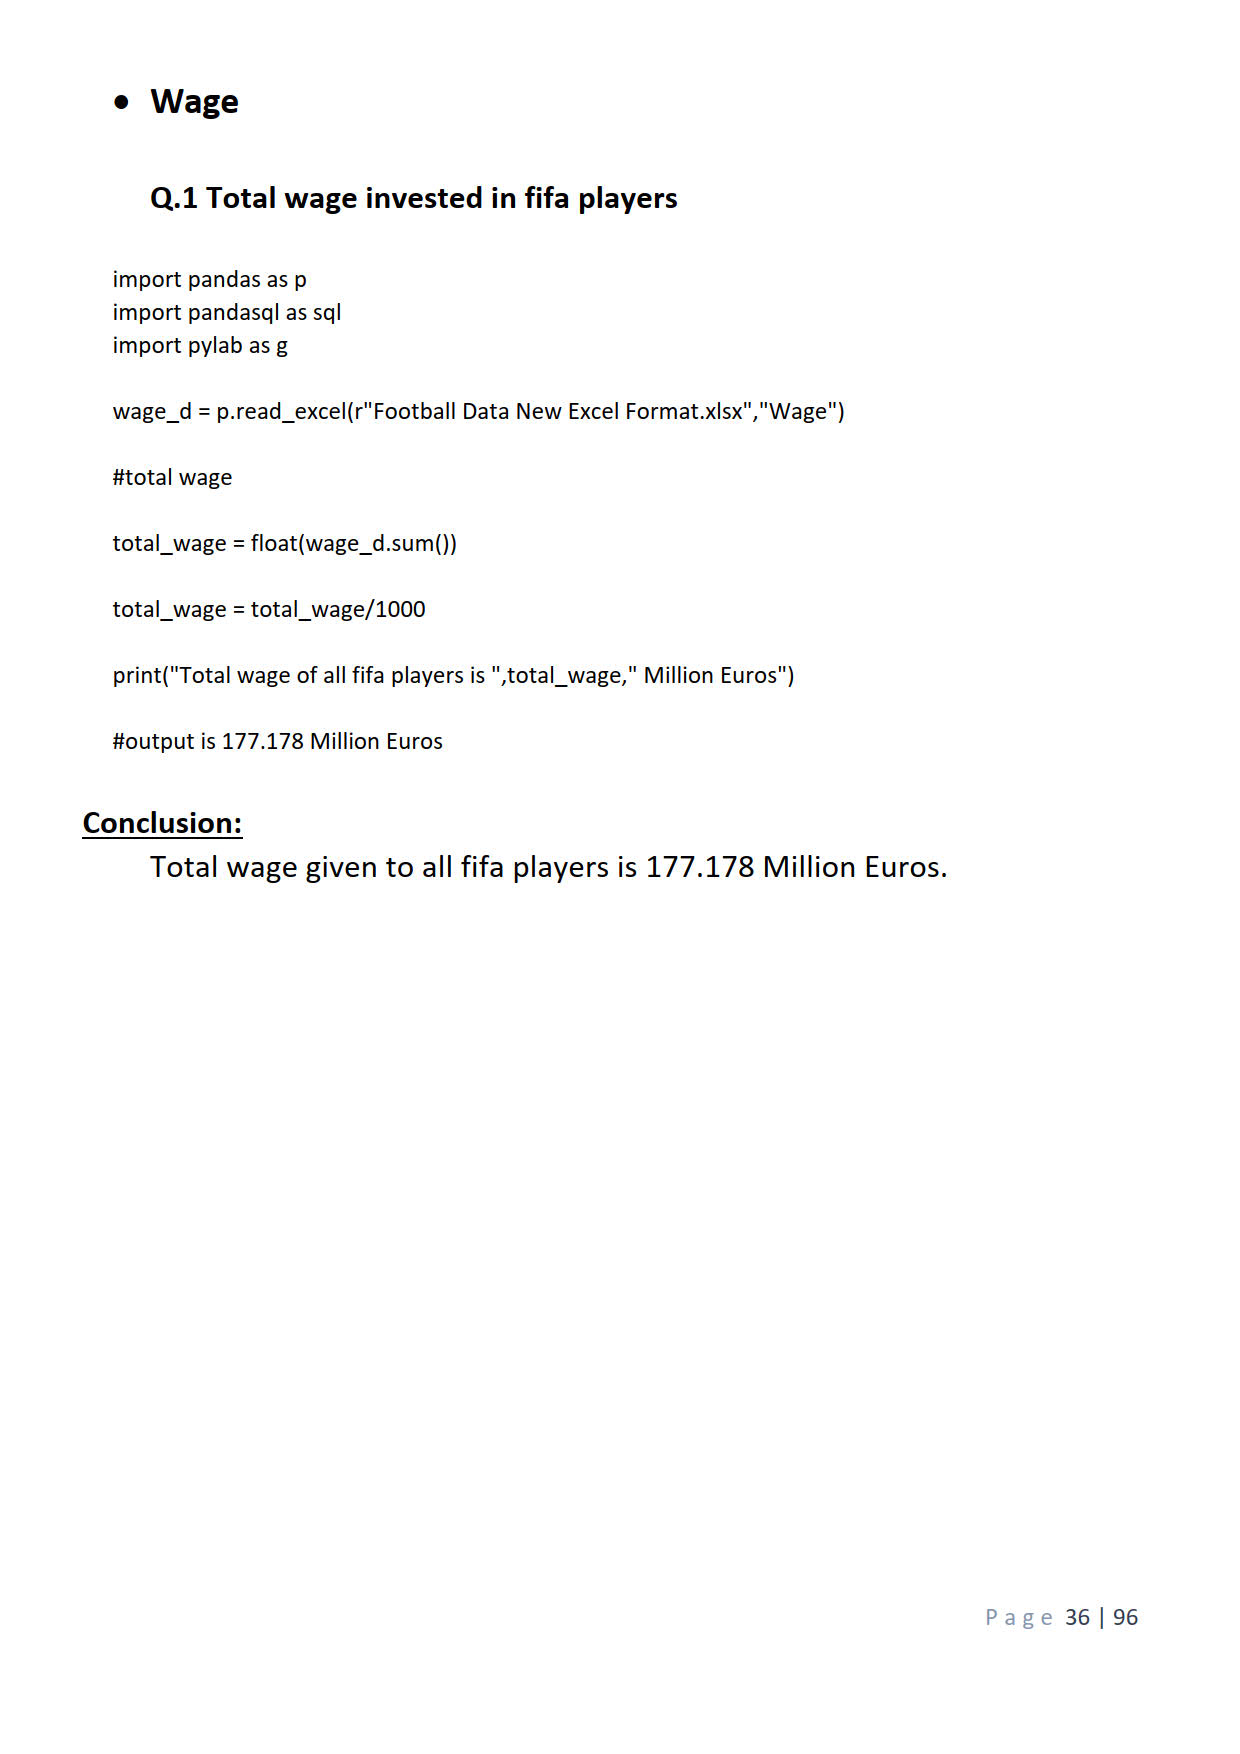 • Wage
Q.1 Total wage invested in fifa players
import pandas as p
import pandasql as sql
import pylab as g
wage_d = p.read_excel(r"Football Data New Excel Format.xlsx","Wage")
#total wage
total_wage = float(wage_d.sum())
total_wage = total_wage/1000
print("Total wage of all fifa players is ",total_wage," Million Euros")
#output is 177.178 Million Euros
Conclusion:
Total wage given to all fifa players is 177.178 Million Euros.
Page 36 | 96